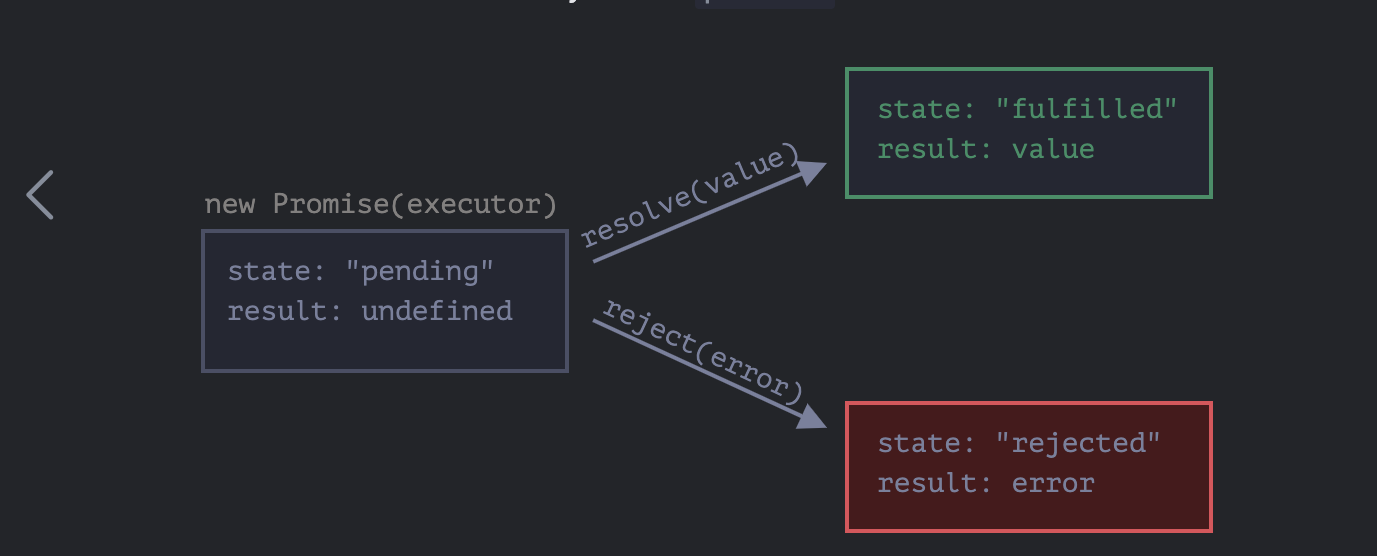 new Promise(executor)
state: "pending"
result: undefined
resolve(value)
reject(error)
state: "fulfilled"
result: value
state: "rejected"
result: error